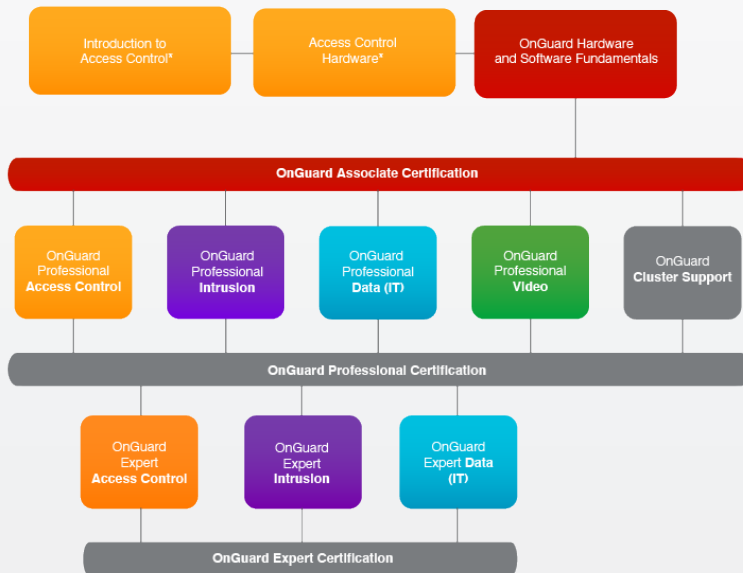 Introduction to
Access Control*
Access Control
Hardware*
OnGuard Hardware
and Software Fundamentals
OnGuard Associate Certification
OnGuard
Professional
Access Control
OnGuard
Professional
Intrusion
OnGuard
Professional
Data (IT)
OnGuard
Professional
Video
OnGuard
Cluster Support
OnGuard Professional Certification
OnGuard
Expert
Access Control
OnGuard
Expert
Intrusion
OnGuard
Expert Data
(IT)
OnGuard Expert Certification